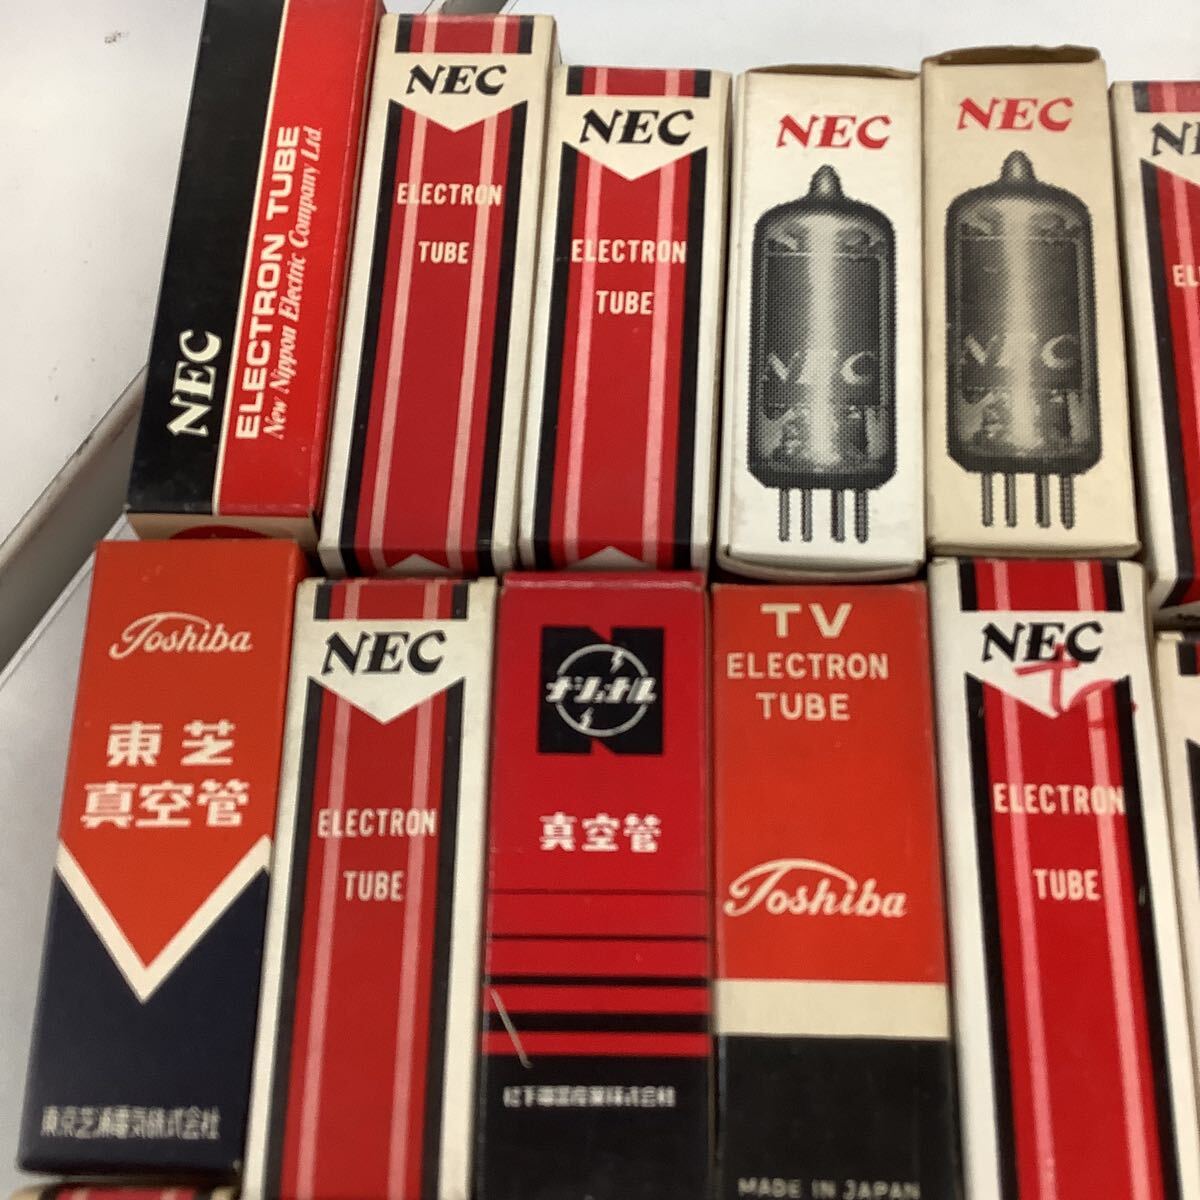 NEC
ELECTRON TUBE
New Nippon Electric Company Ltd.
NEC
ELECTRON
TUBE
NEC
ELECTRON
TUBE
NEC
NEC
NEC
NEC
Toshiba
東芝
真空管
東京芝浦電気株式会社
NEC
ELECTRON
TUBE
ナショナル
真空管
松下電器産業株式会社
TV
ELECTRON
TUBE
Toshiba
MADE IN JAPAN
NEC
ELECTRON
TUBE